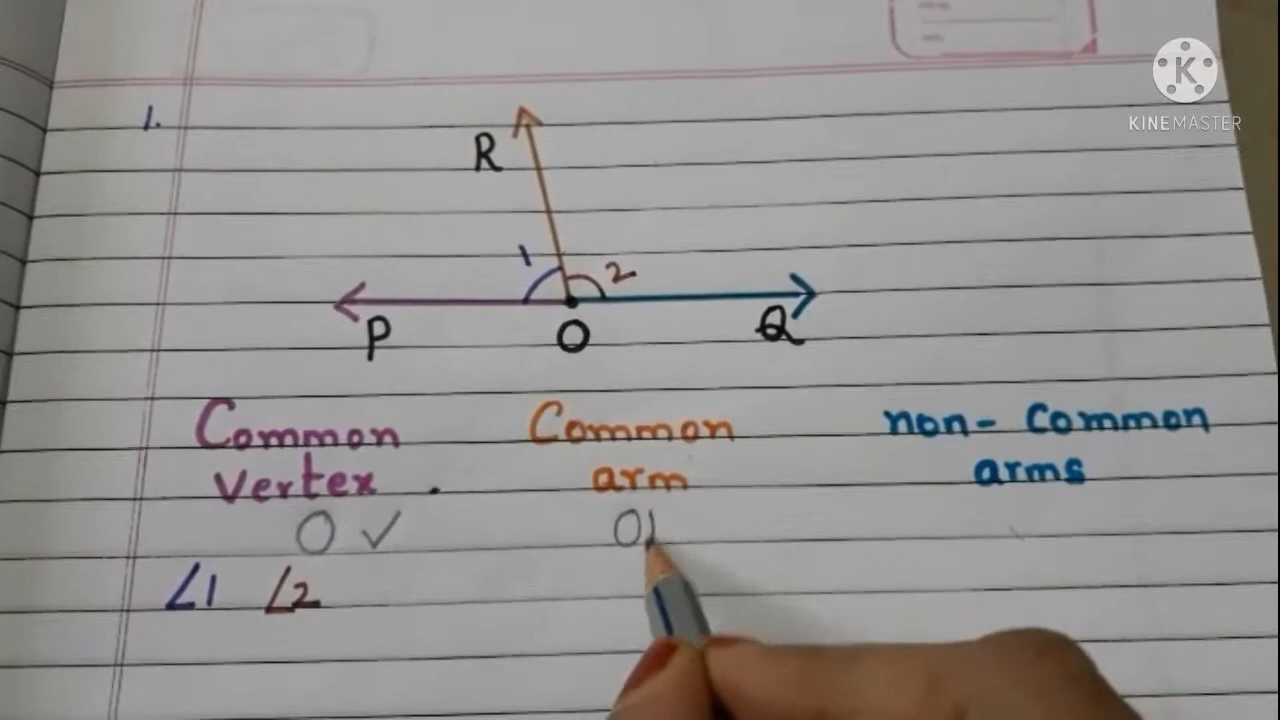 1.
R
1 2
P O Q
Common Common non- Common
vertex . arm arms
O ✓ O
∠1 ∠2
KINEMASTER